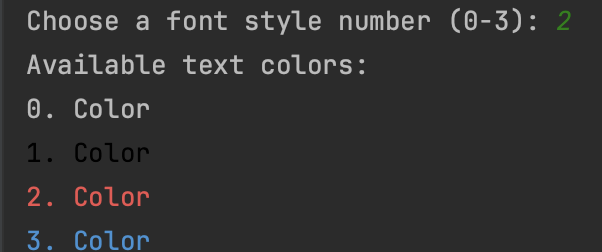 Choose a font style number (0-3): 2
Available text colors:
0. Color
1. Color
2. Color
3. Color